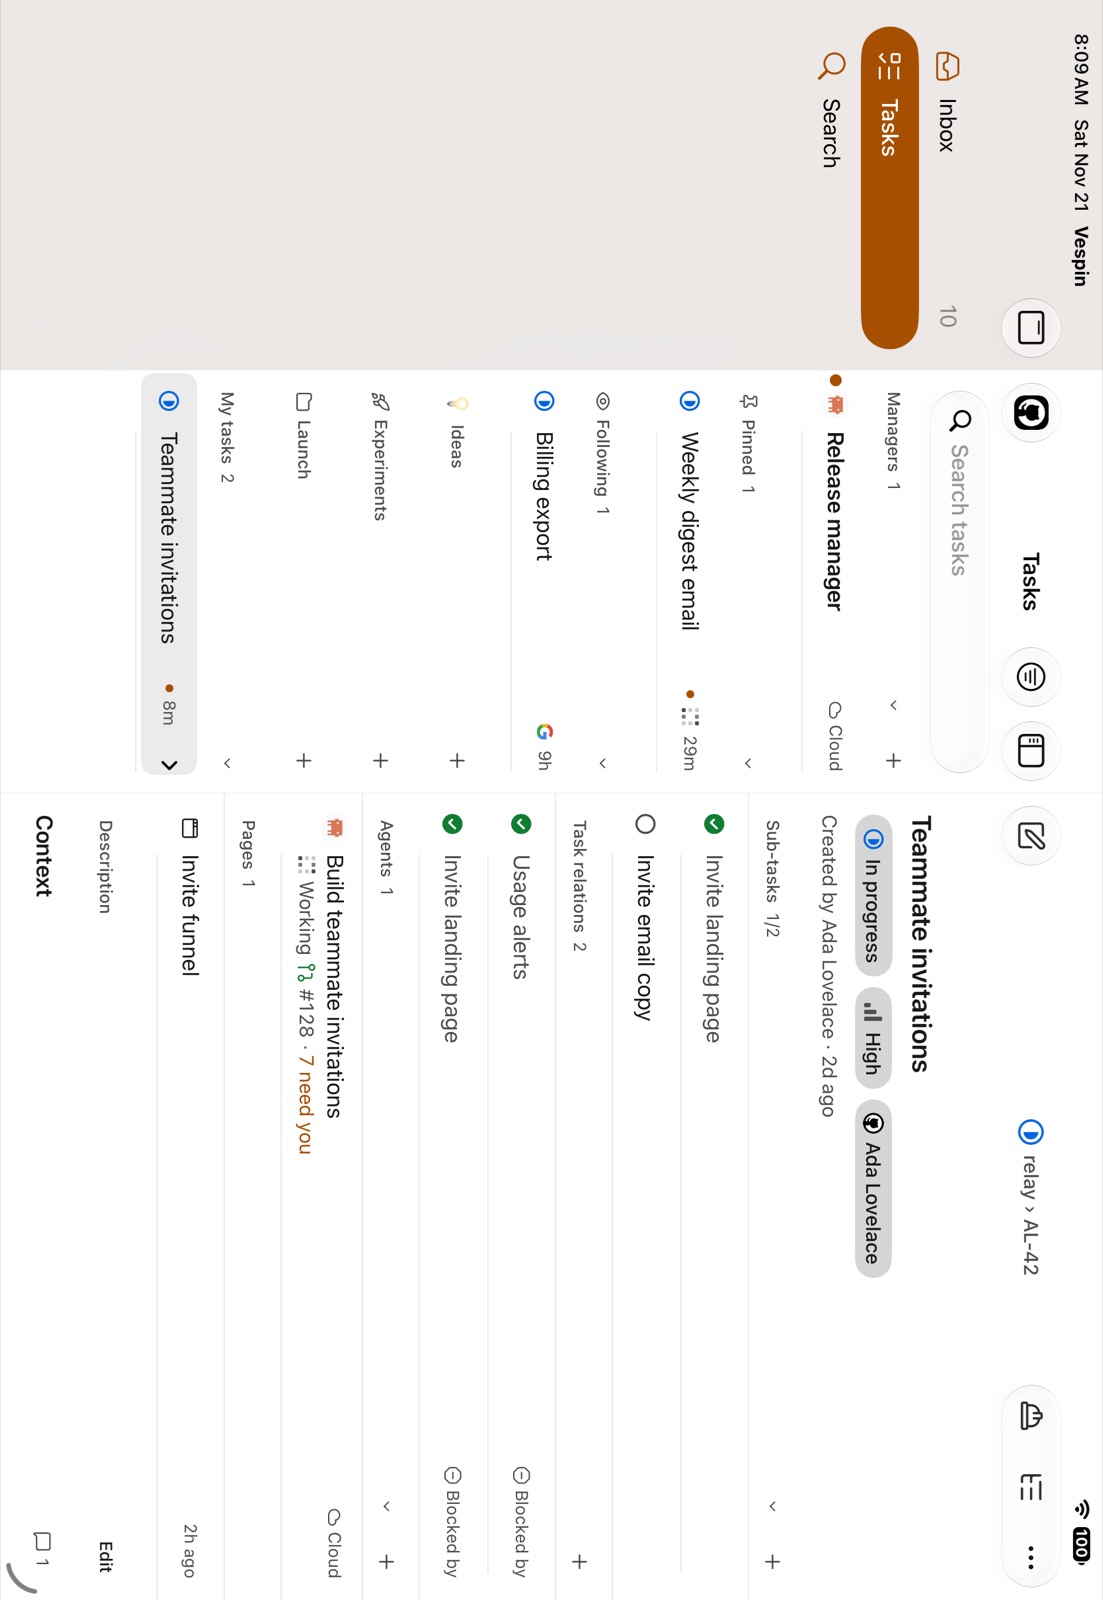 8:09 AM Sat Nov 21 Vespin
100
Inbox 10
Tasks
Search
Tasks
Search tasks
Managers 1
Release manager Cloud
Pinned 1
Weekly digest email 29m
Following 1
Billing export 9h
Ideas
Experiments
Launch
My tasks 2
Teammate invitations 8m
relay › AL-42
Teammate invitations
In progress High Ada Lovelace
Created by Ada Lovelace · 2d ago
Sub-tasks 1/2
Invite landing page
Invite email copy
Task relations 2
Usage alerts Blocked by
Invite landing page Blocked by
Agents 1
Build teammate invitations Cloud
Working #128 · 7 need you
Pages 1
Invite funnel 2h ago
Description Edit
Context 1